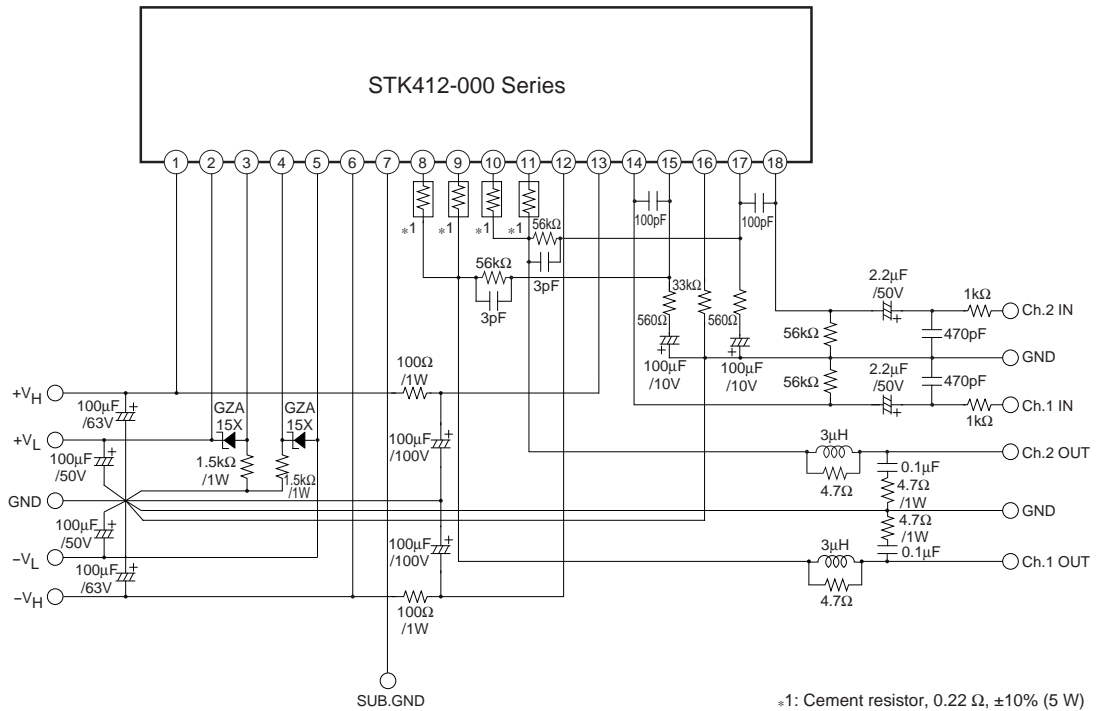 STK412-000 Series
1 2 3 4 5 6 7 8 9 10 11 12 13 14 15 16 17 18
∗1
∗1
∗1
∗1
100pF
100pF
56kΩ
3pF
56kΩ
3pF
33kΩ
560Ω
560Ω
100μF
/10V
+
100μF
/10V
+
2.2μF
/50V
+
1kΩ
Ch.2 IN
56kΩ
470pF
GND
56kΩ
2.2μF
/50V
+
470pF
1kΩ
Ch.1 IN
100Ω
/1W
+VH
100μF
/63V
+
GZA
15X
GZA
15X
+VL
100μF
/50V
+
1.5kΩ
/1W
1.5kΩ
/1W
100μF
/100V
+
3μH
4.7Ω
Ch.2 OUT
0.1μF
4.7Ω
/1W
GND
GND
100μF
/50V
+
4.7Ω
/1W
0.1μF
100μF
/100V
+
3μH
4.7Ω
Ch.1 OUT
−VL
100μF
/63V
+
−VH
100Ω
/1W
SUB.GND
∗1: Cement resistor, 0.22 Ω, ±10% (5 W)